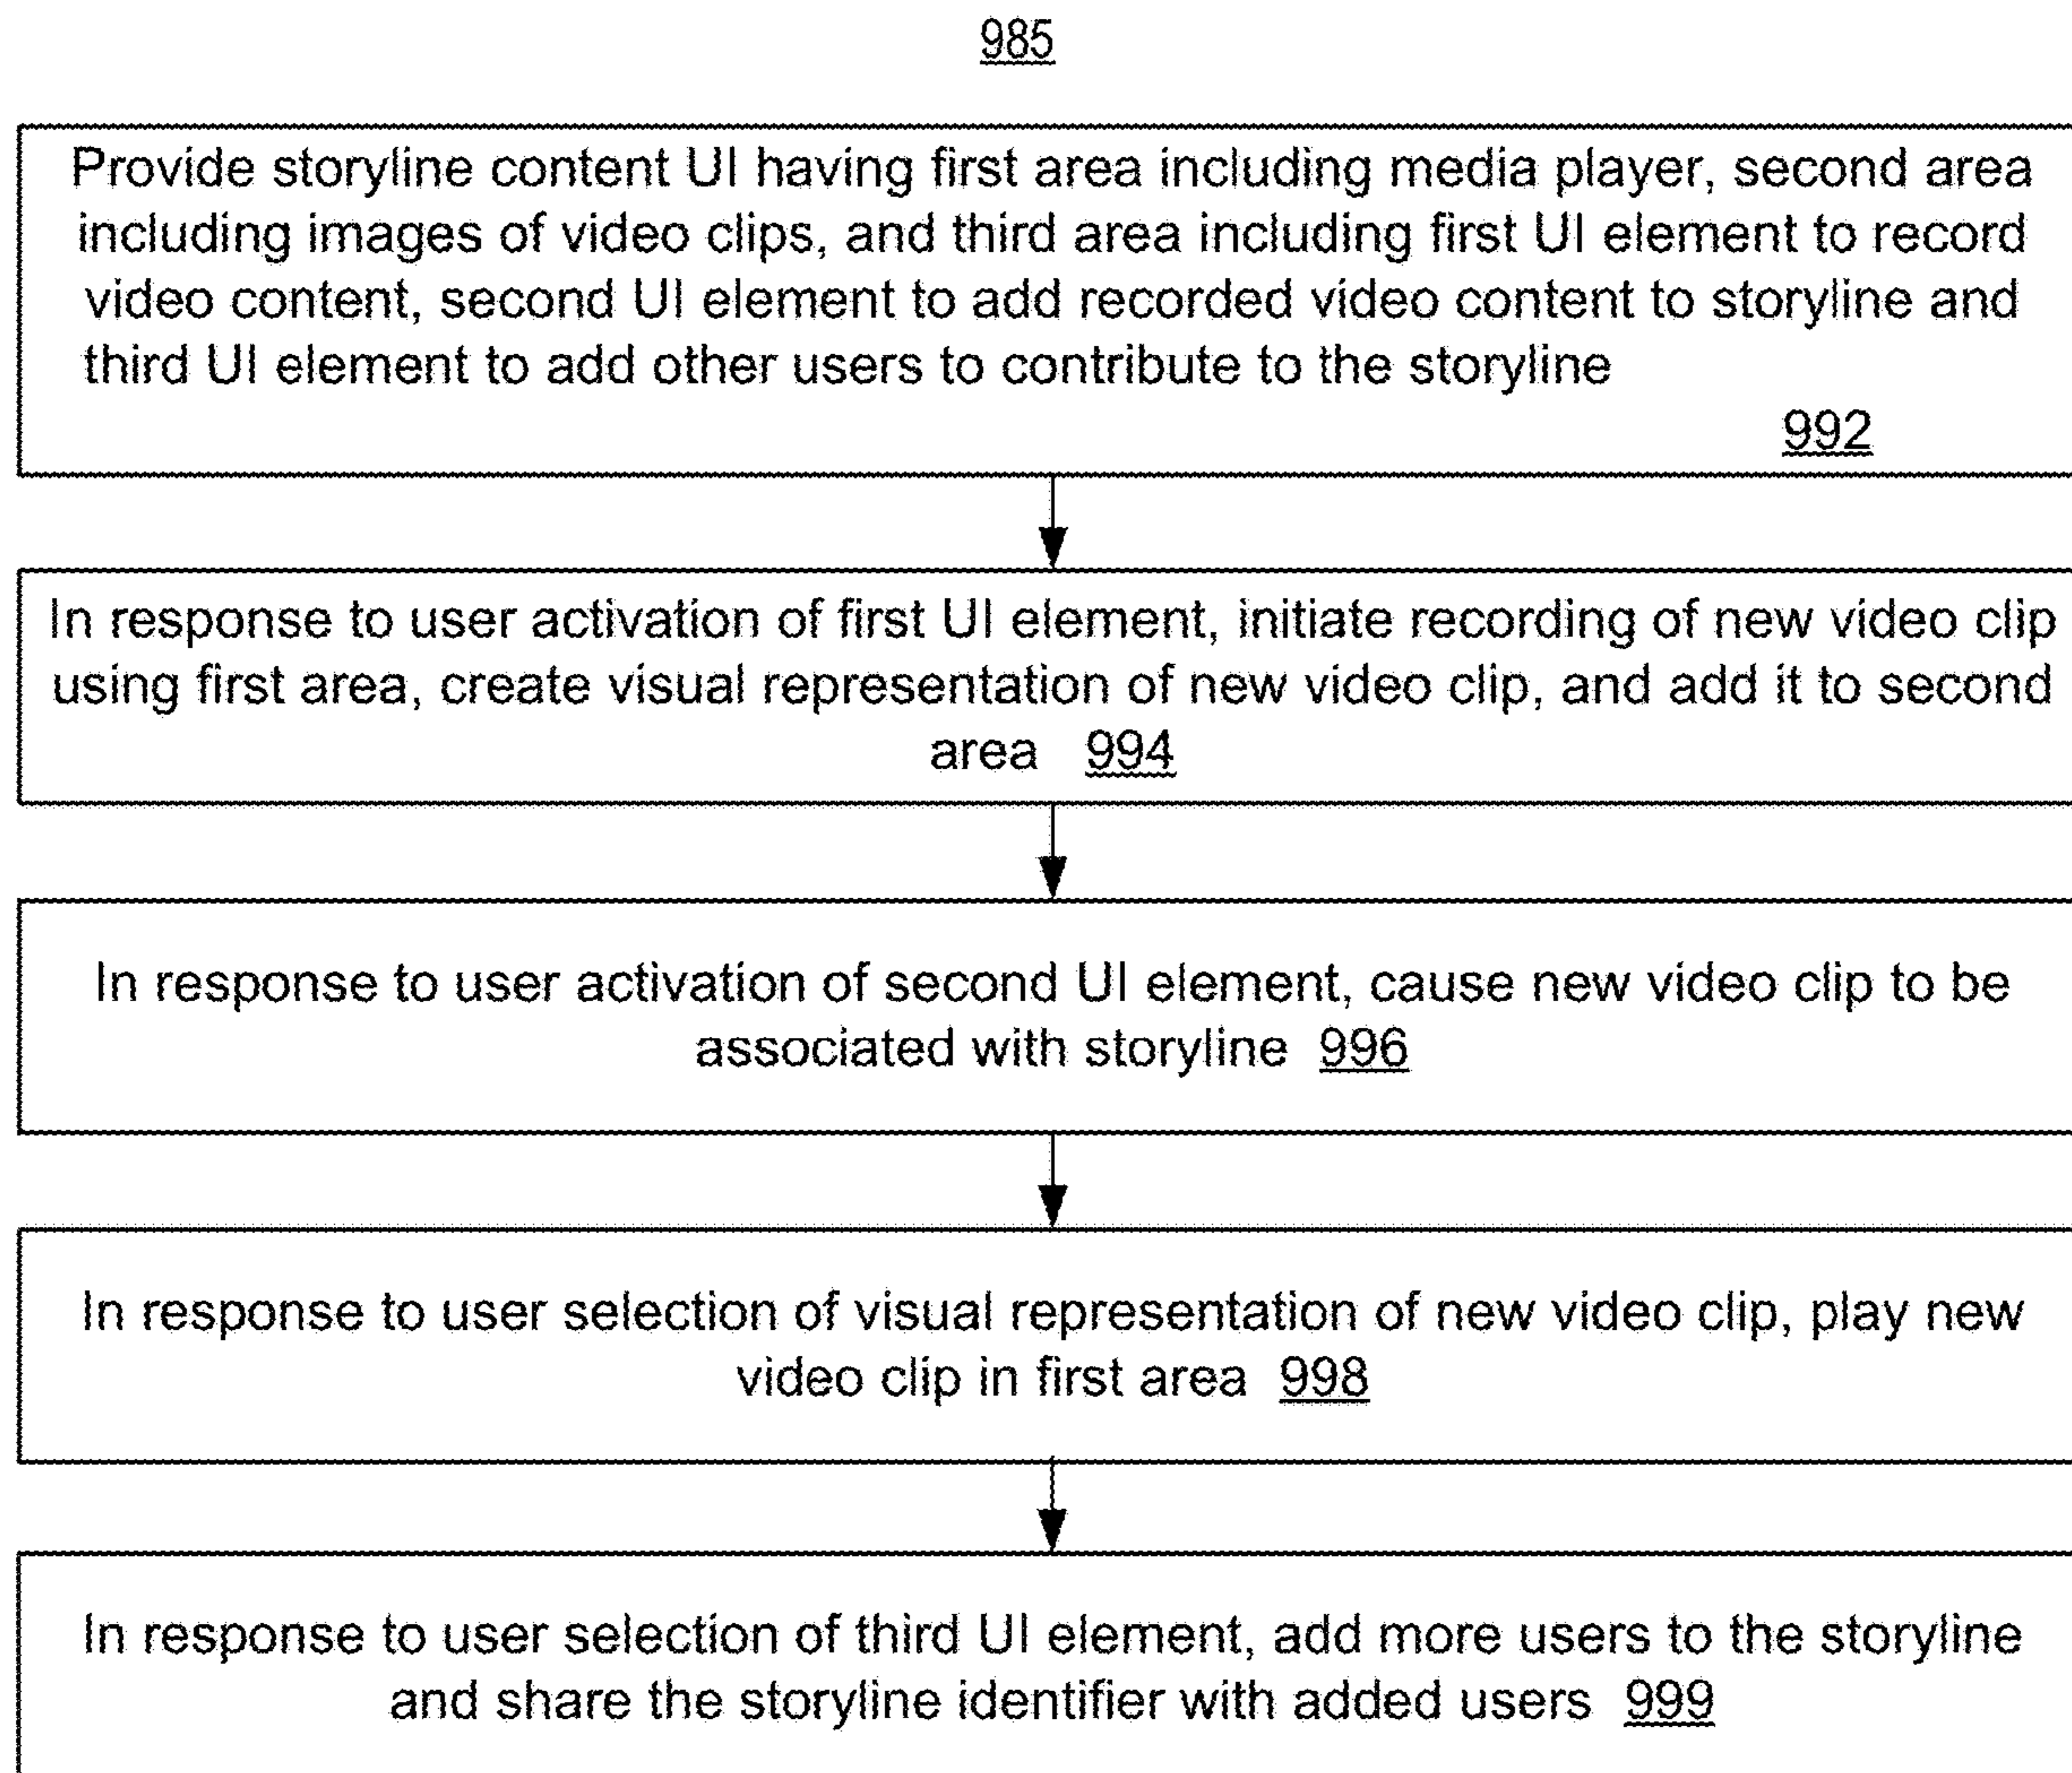 985
Provide storyline content UI having first area including media player, second area
including images of video clips, and third area including first UI element to record
video content, second UI element to add recorded video content to storyline and
third UI element to add other users to contribute to the storyline
992
In response to user activation of first UI element, initiate recording of new video clip
using first area, create visual representation of new video clip, and add it to second
area 994
In response to user activation of second UI element, cause new video clip to be
associated with storyline 996
In response to user selection of visual representation of new video clip, play new
video clip in first area 998
In response to user selection of third UI element, add more users to the storyline
and share the storyline identifier with added users 999